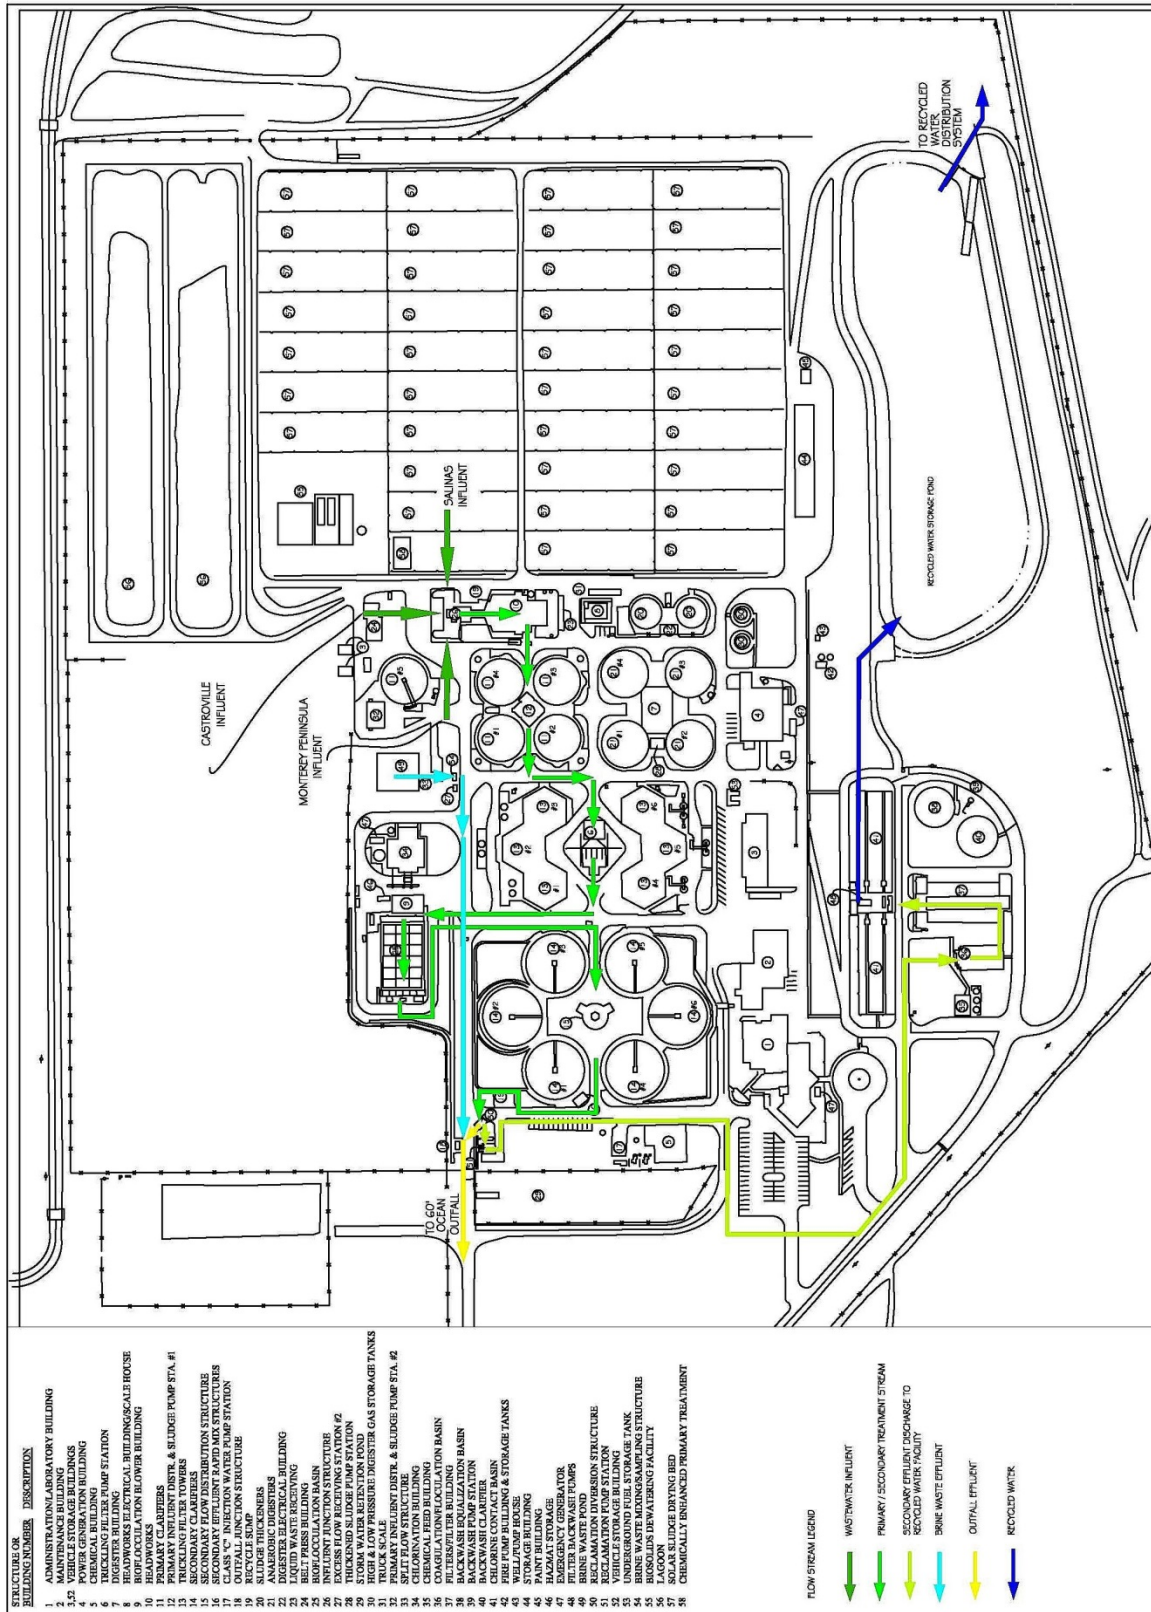 STRUCTURE OR
BUILDING NUMBER DESCRIPTION
1 ADMINISTRATION/LABORATORY BUILDING
2 MAINTENANCE BUILDING
3,52 VEHICLE STORAGE BUILDINGS
4 POWER GENERATION BUILDING
5 CHEMICAL BUILDING
6 TRICKLING FILTER PUMP STATION
7 DIGESTER BUILDING
8 HEADWORKS ELECTRICAL BUILDING/SCALE HOUSE
9 BIOFLOCCULATION BLOWER BUILDING
10 HEADWORKS
11 PRIMARY CLARIFIERS
12 PRIMARY INFLUENT DISTR. & SLUDGE PUMP STA. #1
13 TRICKLING FILTER TOWERS
14 SECONDARY CLARIFIERS
15 SECONDARY FLOW DISTRIBUTION STRUCTURE
16 SECONDARY EFFLUENT RAPID MIX STRUCTURES
17 CLASS "C" INJECTION WATER PUMP STATION
18 OUTFALL JUNCTION STRUCTURE
19 RECYCLE SUMP
20 SLUDGE THICKENERS
21 ANAEROBIC DIGESTERS
22 DIGESTER ELECTRICAL BUILDING
23 LIQUID WASTE RECEIVING
24 BELT PRESS BUILDING
25 BIOFLOCCULATION BASIN
26 INFLUENT JUNCTION STRUCTURE
27 EXCESS FLOW RECEIVING STATION #2
28 THICKENED SLUDGE PUMP STATION
29 STORM WATER RETENTION POND
30 HIGH & LOW PRESSURE DIGESTER GAS STORAGE TANKS
31 TRUCK SCALE
32 PRIMARY INFLUENT DISTR. & SLUDGE PUMP STA. #2
33 SPLIT FLOW STRUCTURE
34 CHLORINATION BUILDING
35 CHEMICAL FEED BUILDING
36 COAGULATION/FLOCULATION BASIN
37 FILTERS/FILTER BUILDING
38 BACKWASH EQUALIZATION BASIN
39 BACKWASH PUMP STATION
40 BACKWASH CLARIFIER
41 CHLORINE CONTACT BASIN
42 FIRE PUMP BUILDING & STORAGE TANKS
43 WELL/PUMP HOUSE
44 STORAGE BUILDING
45 PAINT BUILDING
46 HAZMAT STORAGE
47 EMERGENCY GENERATOR
48 FILTER BACKWASH PUMPS
49 BRINE WASTE POND
50 RECLAMATION DIVERSION STRUCTURE
51 RECLAMATION PUMP STATION
52 VEHICLE STORAGE BUILDING
53 UNDERGROUND FUEL STORAGE TANK
54 BRINE WASTE MIXING/SAMPLING STRUCTURE
55 BIOSOLIDS DEWATERING FACILITY
56 LAGOON
57 SOLAR SLUDGE DRYING BED
58 CHEMICALLY ENHANCED PRIMARY TREATMENT
FLOW STREAM LEGEND
WASTEWATER INFLUENT
PRIMARY / SECONDARY TREATMENT STREAM
SECONDARY EFFLUENT DISCHARGE TO
RECYCLED WATER FACILITY
BRINE WASTE EFFLUENT
OUTFALL EFFLUENT
RECYCLED WATER
TO 60"
OCEAN
OUTFALL
CASTROVILLE
INFLUENT
MONTEREY PENINSULA
INFLUENT
SALINAS
INFLUENT
RECYCLED WATER STORAGE POND
TO RECYCLED
WATER
DISTRIBUTION
SYSTEM